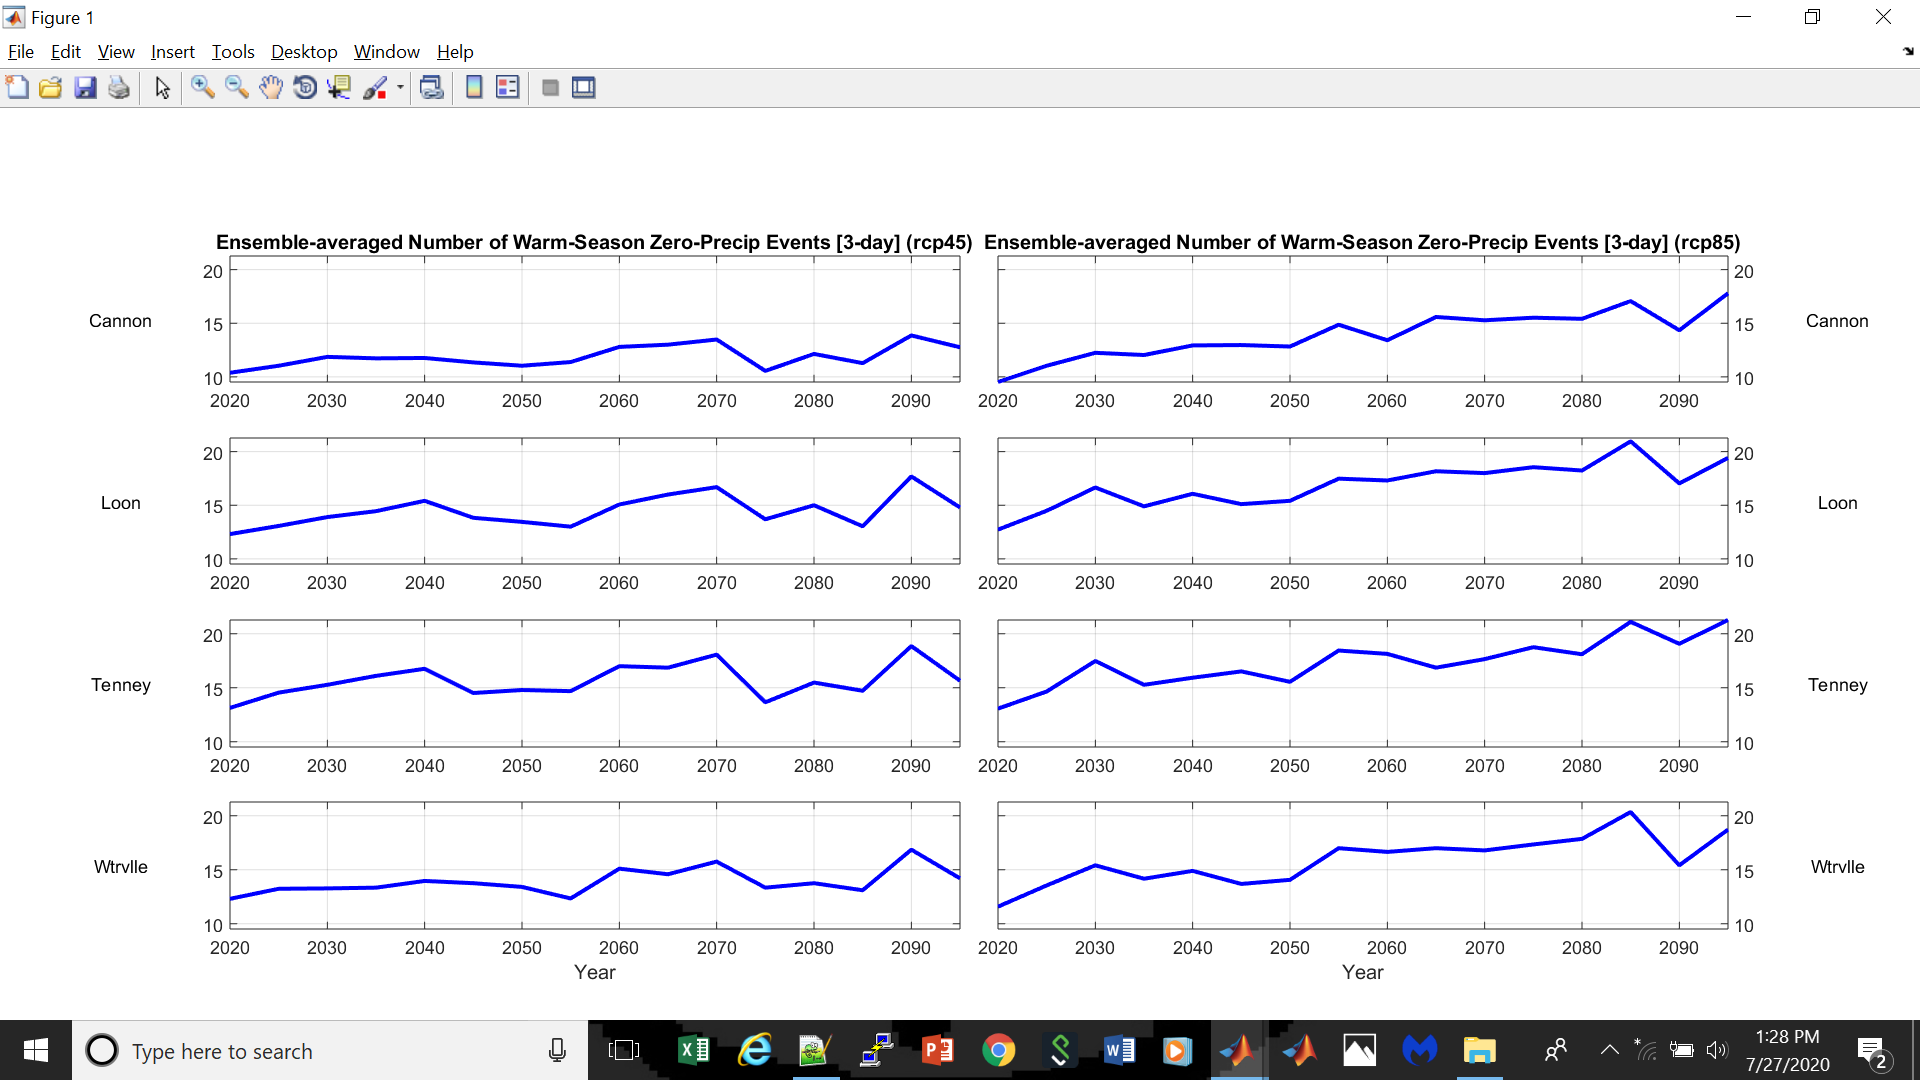 Figure 1
File Edit View Insert Tools Desktop Window Help
Ensemble-averaged Number of Warm-Season Zero-Precip Events [3-day] (rcp45)
Ensemble-averaged Number of Warm-Season Zero-Precip Events [3-day] (rcp85)
20
15
10
Cannon
2020 2030 2040 2050 2060 2070 2080 2090
20
15
10
Cannon
2020 2030 2040 2050 2060 2070 2080 2090
20
15
10
Loon
2020 2030 2040 2050 2060 2070 2080 2090
20
15
10
Loon
2020 2030 2040 2050 2060 2070 2080 2090
20
15
10
Tenney
2020 2030 2040 2050 2060 2070 2080 2090
20
15
10
Tenney
2020 2030 2040 2050 2060 2070 2080 2090
20
15
10
Wtrvlle
2020 2030 2040 2050 2060 2070 2080 2090
Year
20
15
10
Wtrvlle
2020 2030 2040 2050 2060 2070 2080 2090
Year
Type here to search
1:28 PM
7/27/2020
2